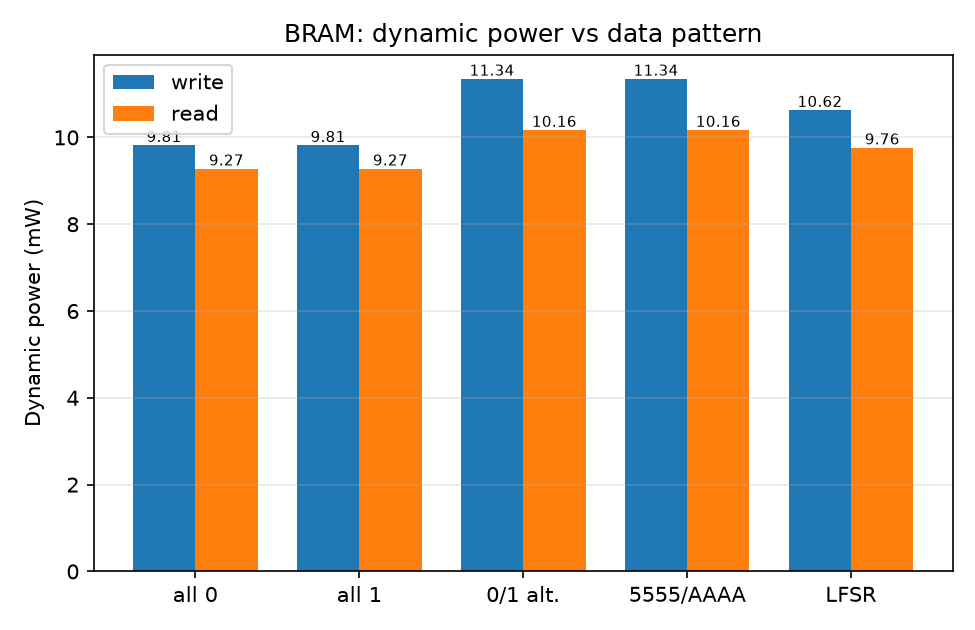 BRAM: dynamic power vs data pattern
write
read
Dynamic power (mW)
10
8
6
4
2
0
9.81
9.27
9.81
9.27
11.34
10.16
11.34
10.16
10.62
9.76
all 0
all 1
0/1 alt.
5555/AAAA
LFSR